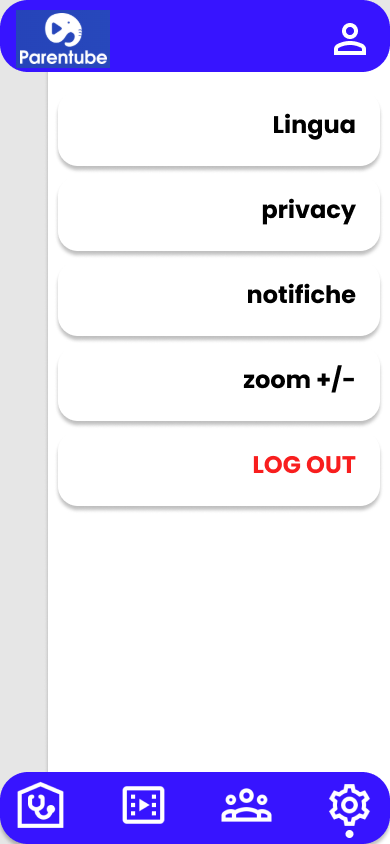 Parentube
Lingua
privacy
notifiche
zoom +/-
LOG OUT